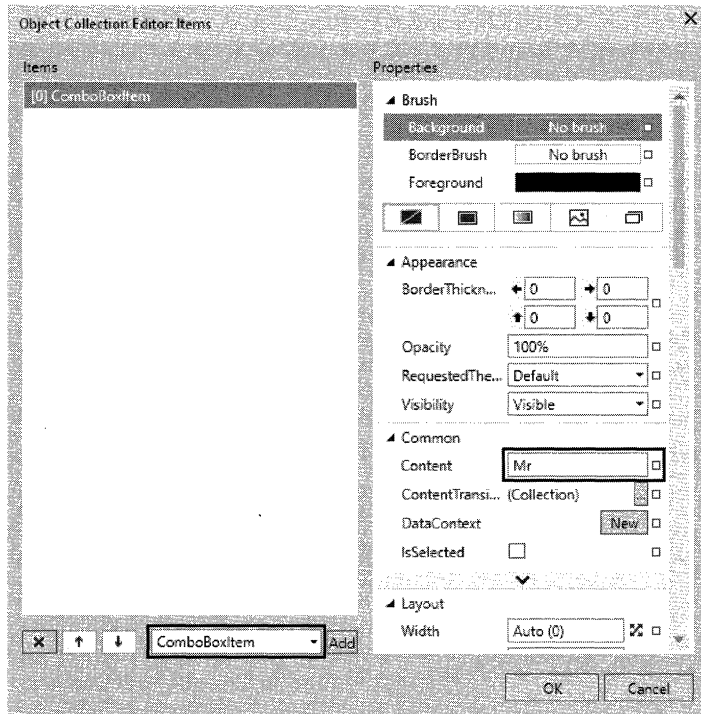 Object Collection Editor: Items
Items
Properties
[0] ComboBoxItem
Brush
Background No brush
BorderBrush No brush
Foreground
Appearance
BorderThickn... 0 0
0 0
Opacity 100%
RequestedThe... Default
Visibility Visible
Common
Content Mr
ContentTransi... (Collection) ...
DataContext New
IsSelected
Layout
Width Auto (0)
ComboBoxItem Add
OK Cancel